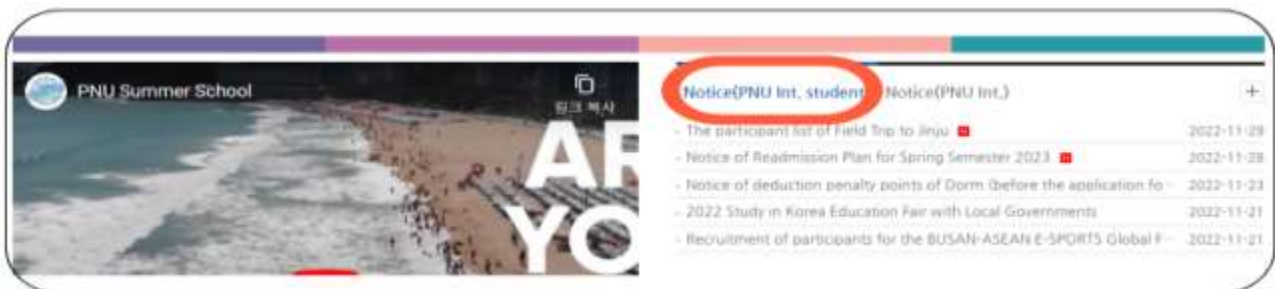 PNU Summer School
링크 복사
AR
YO
Notice(PNU Int, student
Notice(PNU Int,)
+
- The participant list of Field Trip to Jinju
2022-11-29
- Notice of Readmission Plan for Spring Semester 2023
2022-11-28
- Notice of deduction penalty points of Dorm (before the application fo
2022-11-23
- 2022 Study in Korea Education Fair with Local Governments
2022-11-21
- Recruitment of participants for the BUSAN-ASEAN E-SPORTS Global F
2022-11-21